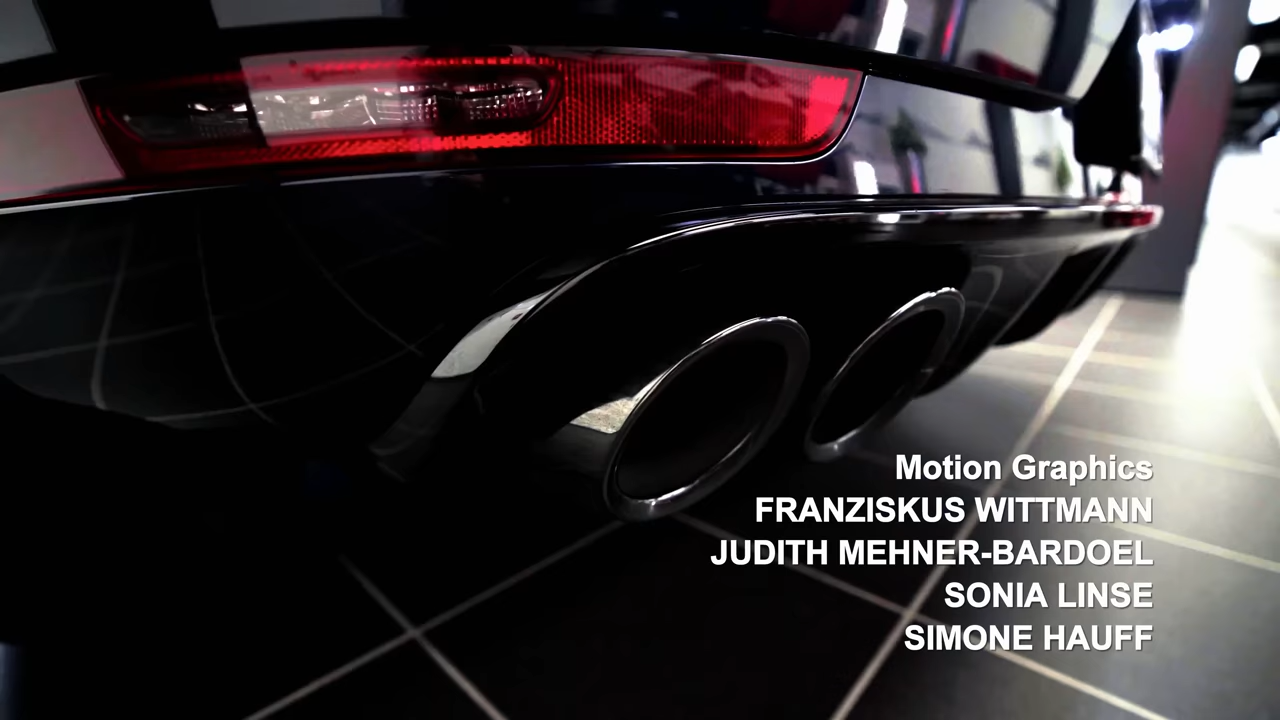 Motion Graphics
FRANZISKUS WITTMANN
JUDITH MEHNER-BARDOEL
SONIA LINSE
SIMONE HAUFF